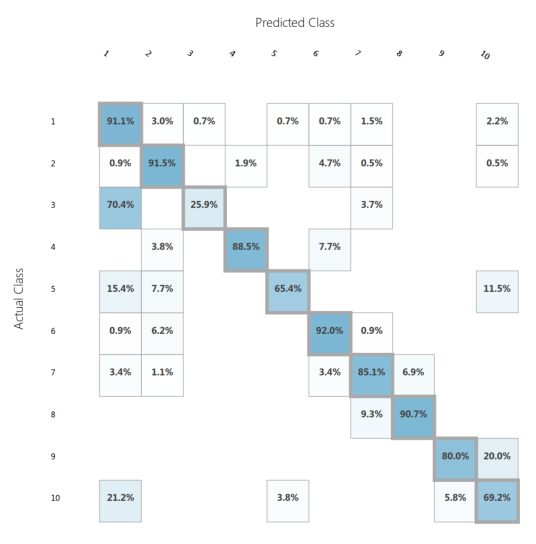 Predicted Class
1 2 3 4 5 6 7 8 9 10
1 91.1% 3.0% 0.7% 0.7% 0.7% 1.5% 2.2%
2 0.9% 91.5% 1.9% 4.7% 0.5% 0.5%
3 70.4% 25.9% 3.7%
4 3.8% 88.5% 7.7%
Actual Class
5 15.4% 7.7% 65.4% 11.5%
6 0.9% 6.2% 92.0% 0.9%
7 3.4% 1.1% 3.4% 85.1% 6.9%
8 9.3% 90.7%
9 80.0% 20.0%
10 21.2% 3.8% 5.8% 69.2%